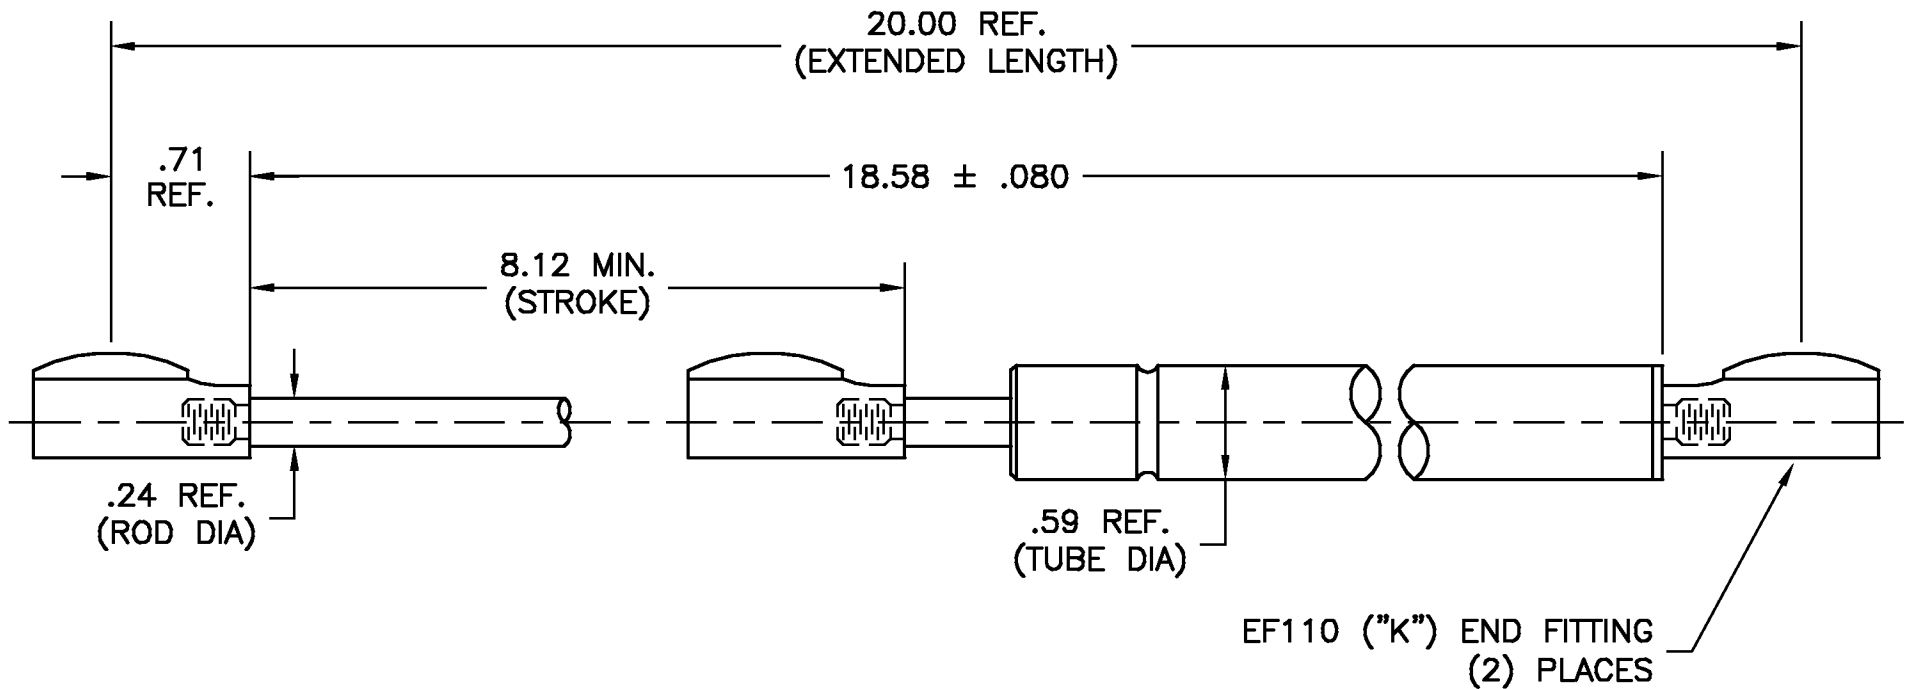 20.00 REF.
(EXTENDED LENGTH)
.71
REF.
18.58 ± .080
8.12 MIN.
(STROKE)
.24 REF.
(ROD DIA)
.59 REF.
(TUBE DIA)
EF110 (”K”) END FITTING
(2) PLACES